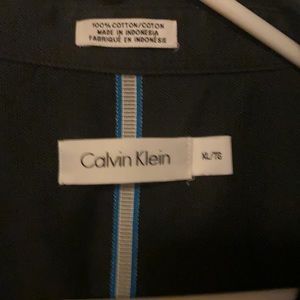 100% COTTON/COTON
MADE IN INDONESIA
FABRIQUÉ EN INDONÉSIE
Calvin Klein
XL/TG